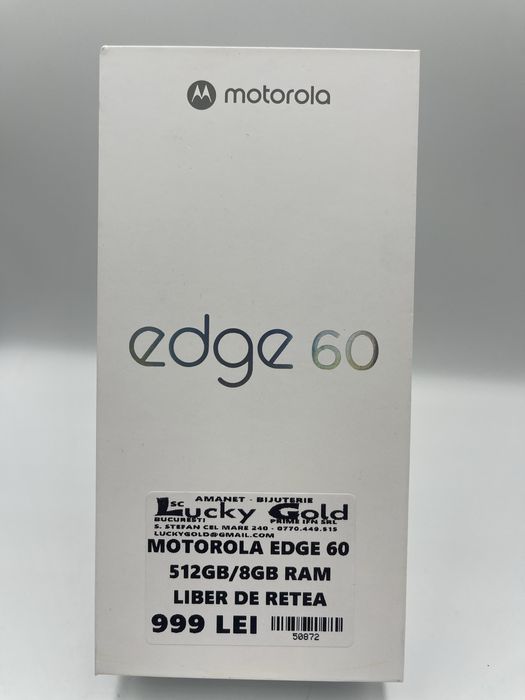 motorola
edge 60
AMANET - BIJUTERIE
SC Lucky Gold
BUCURESTI PRIME IFN SRL
S. STEFAN CEL MARE 240 - 0770.449.515
LUCKYGOLD@GMAIL.COM
MOTOROLA EDGE 60
512GB/8GB RAM
LIBER DE RETEA
999 LEI
50872